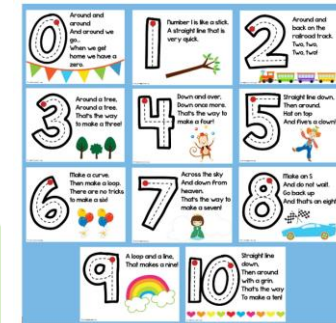 0
Around and
around
And around we
go...
When we get
home we have a
zero.
1
Number 1 is like a stick.
A straight line that is
very quick.
2
Around and
back on the
railroad track.
Two, two,
Two, two!
3
Around a tree,
Around a tree.
That's the way
to make a three!
4
Down and over.
Down once more.
That's the way to
make a four!
5
Straight line down.
Then around.
Hat on top
And fives a clown!
6
Make a curve.
Then make a loop.
There are no tricks
to make a six!
7
Across the sky
And down from
heaven.
That's the way to
make a seven!
8
Make an S
And do not wait.
Go back up
And thats an eight!
9
A loop and a line,
That makes a nine!
10
Straight line
down,
Then around
with a grin.
Thats the way
To make a ten!